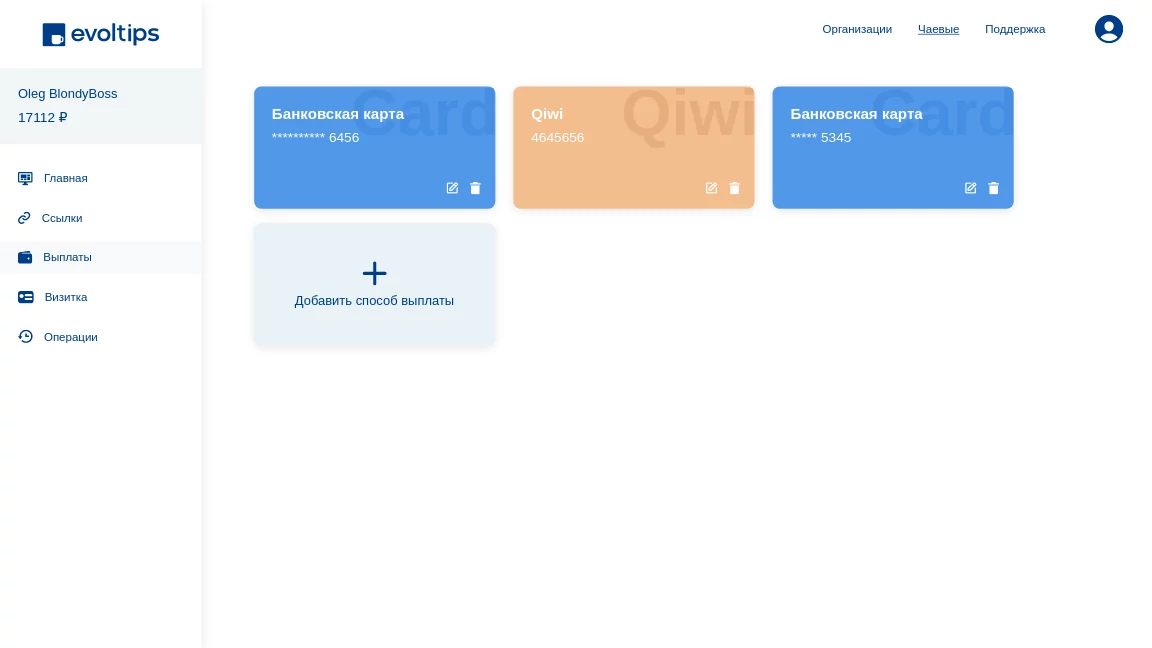 evoltips
Организации
Чаевые
Поддержка
Oleg BlondyBoss
17112 ₽
Главная
Ссылки
Выплаты
Визитка
Операции
Card
Банковская карта
********** 6456
Qiwi
Qiwi
4645656
Card
Банковская карта
***** 5345
Добавить способ выплаты